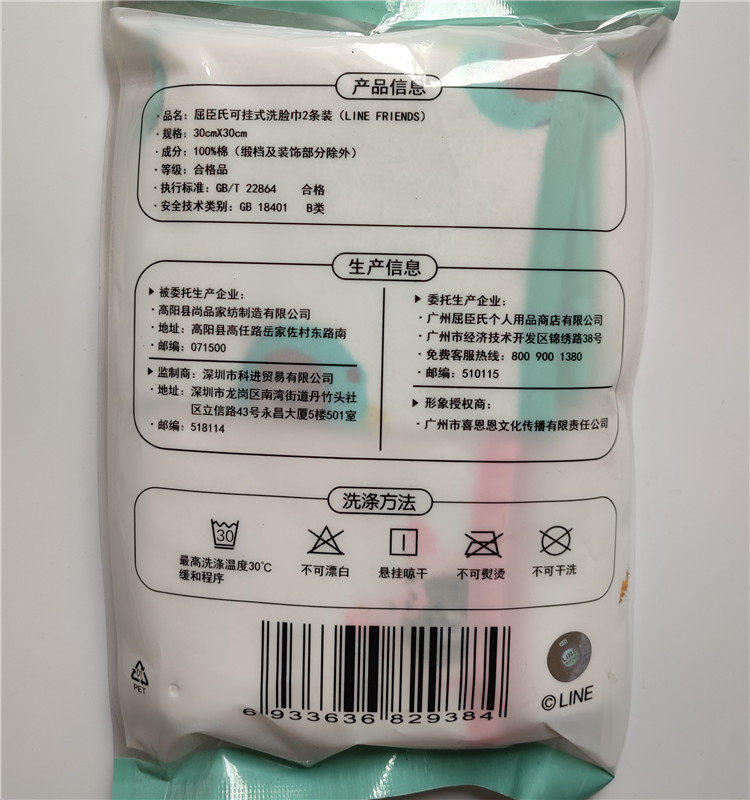 产品信息
·品名：屈臣氏可挂式洗脸巾2条装（LINE FRIENDS）
·规格：30cmX30cm
·成分：100%棉（缎档及装饰部分除外）
·等级：合格品
·执行标准：GB/T 22864 合格
·安全技术类别：GB 18401 B类
生产信息
▶ 被委托生产企业：
·高阳县尚品家纺制造有限公司
·地址：高阳县高任路岳家佐村东路南
·邮编：071500
▶ 监制商：深圳市科进贸易有限公司
·地址：深圳市龙岗区南湾街道丹竹头社
区立信路43号永昌大厦5楼501室
·邮编：518114
▶ 委托生产企业：
·广州屈臣氏个人用品商店有限公司
·广州市经济技术开发区锦绣路38号
·免费客服热线：800 900 1380
·邮编：510115
▶ 形象授权商：
·广州市喜恩恩文化传播有限责任公司
洗涤方法
30
最高洗涤温度30℃
缓和程序
不可漂白
悬挂晾干
不可熨烫
不可干洗
01
PET
6 933636 829384
©LINE